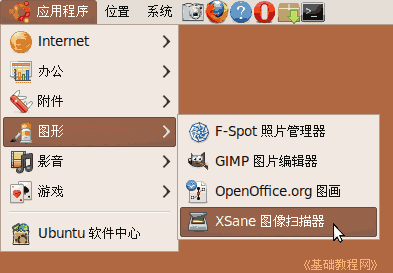 应用程序 位置 系统
Internet
办公
附件
图形
影音
游戏
Ubuntu 软件中心
F-Spot 照片管理器
GIMP 图片编辑器
OpenOffice.org 图画
XSane 图像扫描器
《基础教程网》